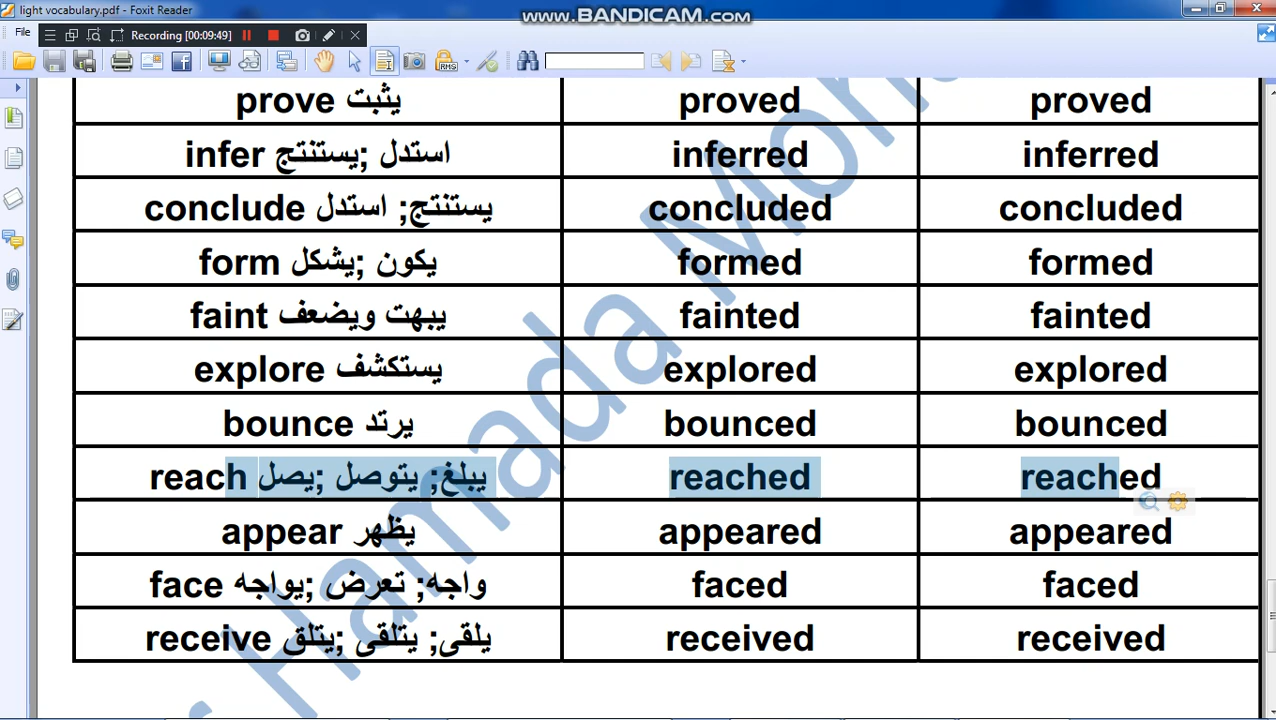 light vocabulary.pdf - Foxit Reader
www.BANDICAM.com
File
Recording [00:09:49]
prove يثبت proved proved
infer استدل ;يستنتج inferred inferred
conclude يستنتج; استدل concluded concluded
form يكون ;يشكل formed formed
faint يبهت ويضعف fainted fainted
explore يستكشف explored explored
bounce يرتد bounced bounced
reach يبلغ; يتوصل ;يصل reached reached
appear يظهر appeared appeared
face واجه; تعرض ;يواجه faced faced
receive يلقى; يتلقى ;يتلق received received
Hamada Moha